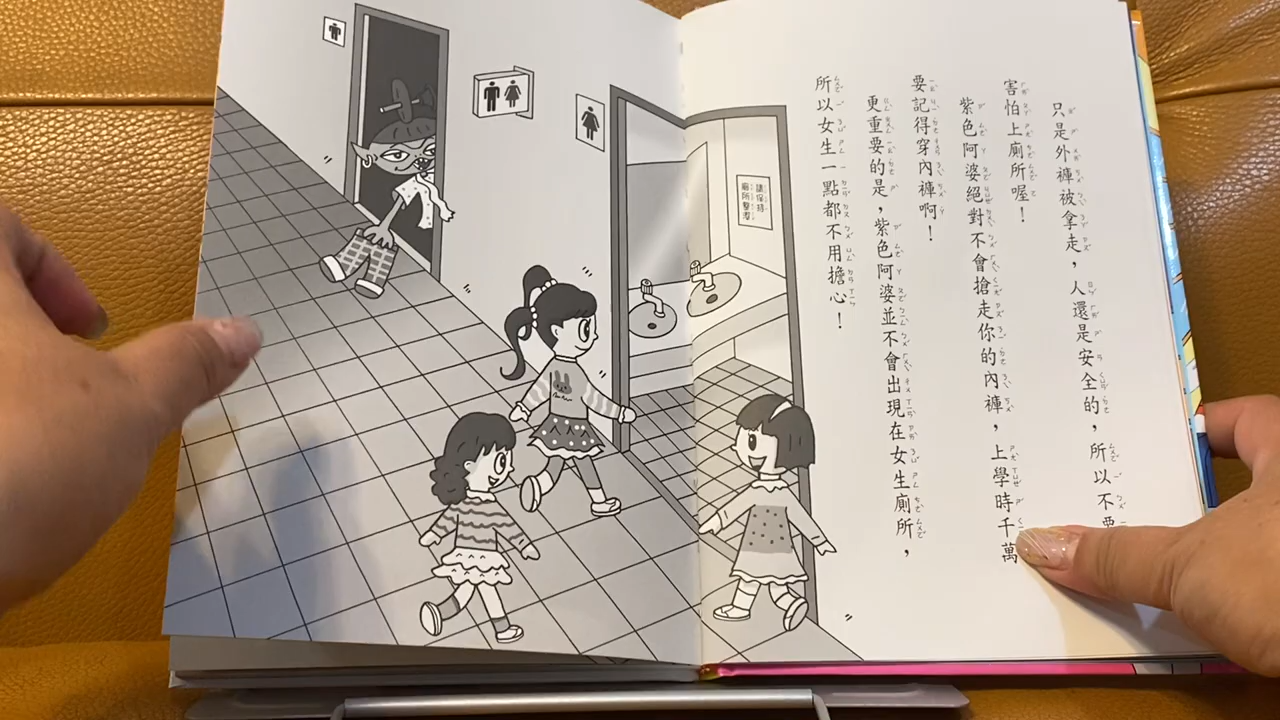 只是外褲被拿走，人還是安全的，所以不要
害怕上廁所喔！
紫色阿婆絕對不會搶走你的內褲，上學時千萬
要記得穿內褲啊！
更重要的是，紫色阿婆並不會出現在女生廁所，
所以女生一點都不用擔心！
請保持
廁所整潔